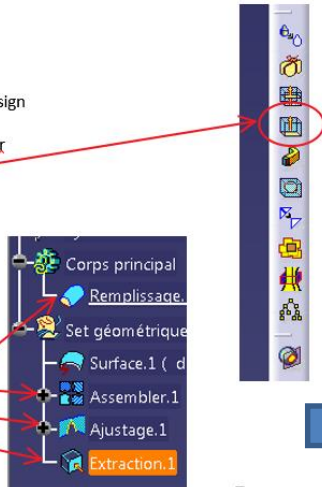 sign
r
Corps principal
Remplissage.
Set géométrique
Surface.1 ( d
Assembler.1
Ajustage.1
Extraction.1